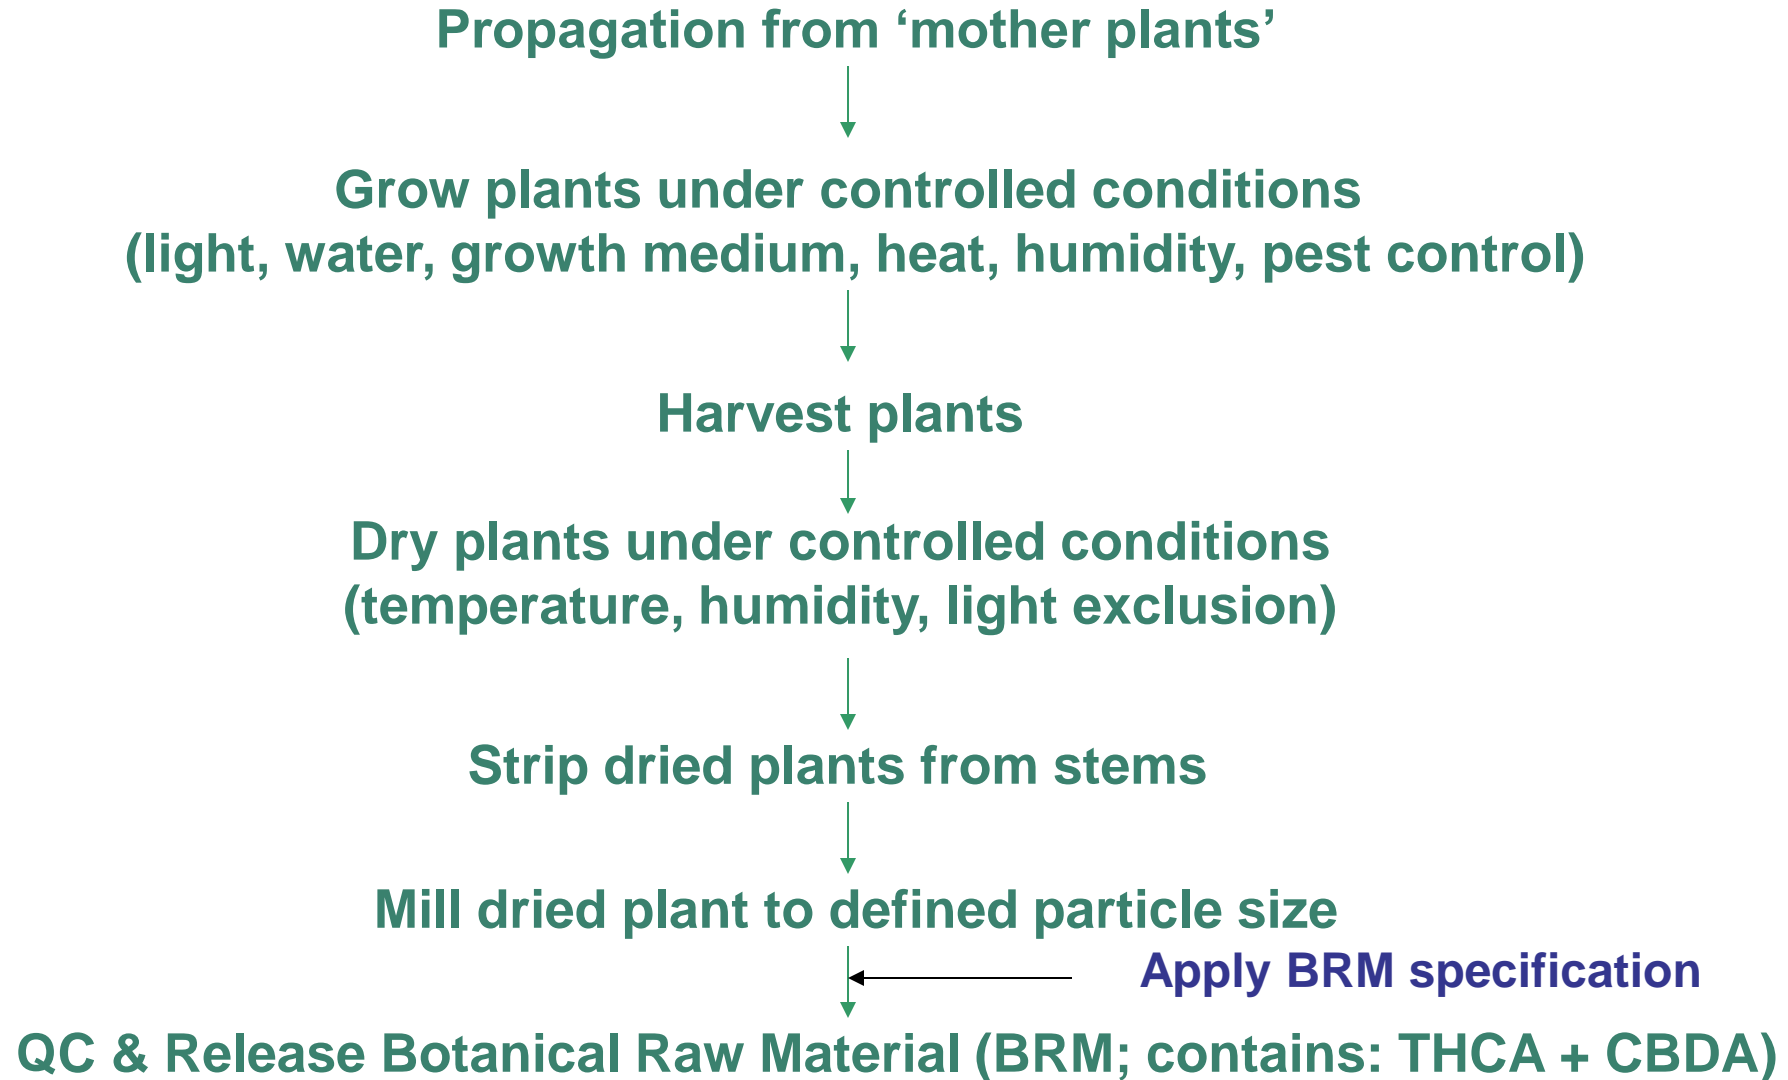 Propagation from ‘mother plants’
Grow plants under controlled conditions
(light, water, growth medium, heat, humidity, pest control)
Harvest plants
Dry plants under controlled conditions
(temperature, humidity, light exclusion)
Strip dried plants from stems
Mill dried plant to defined particle size
Apply BRM specification
QC & Release Botanical Raw Material (BRM; contains: THCA + CBDA)